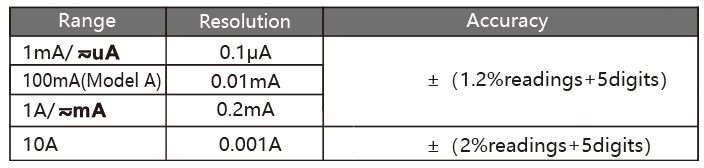 Range Resolution Accuracy
1mA/ ≂uA 0.1μA
100mA(Model A) 0.01mA ± (1.2%readings+5digits)
1A/≂mA 0.2mA
10A 0.001A ± (2%readings+5digits)